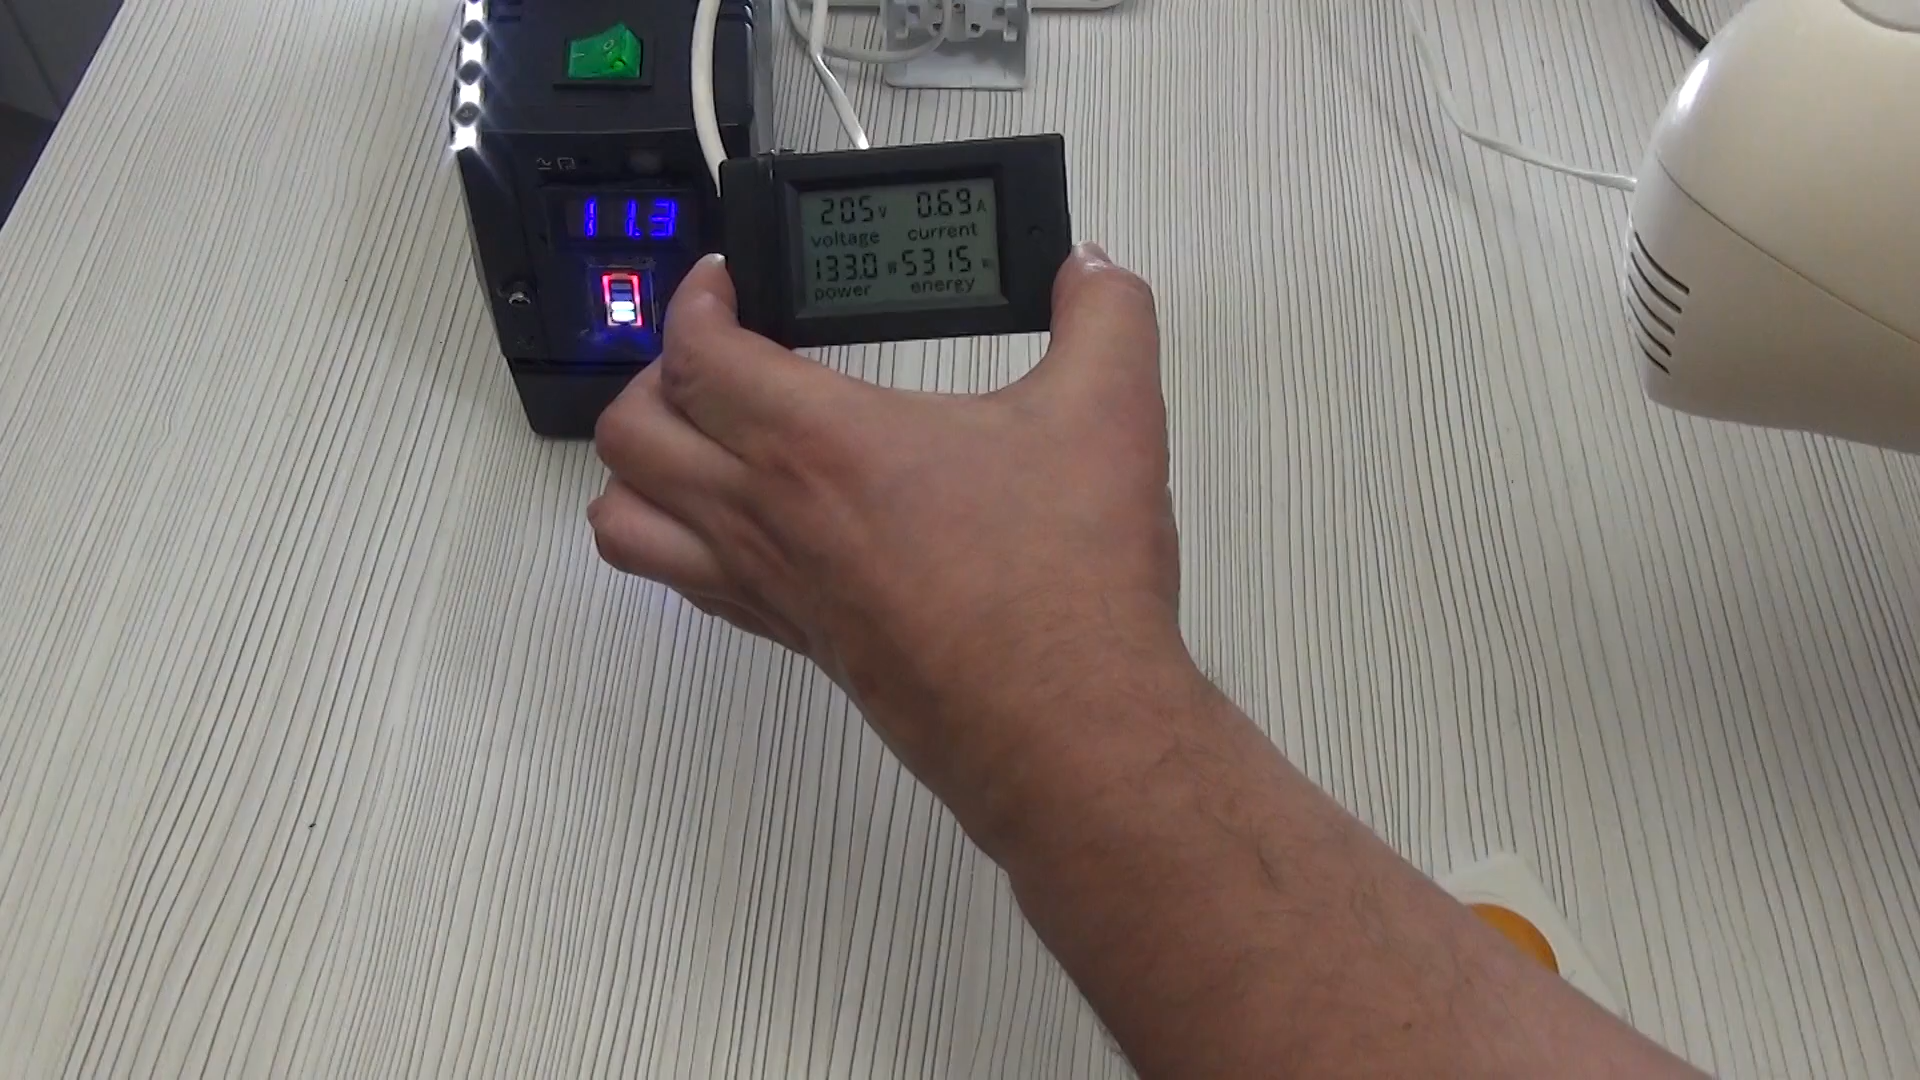 11.3
205V 0.69A
voltage current
133.0W 5315
power energy